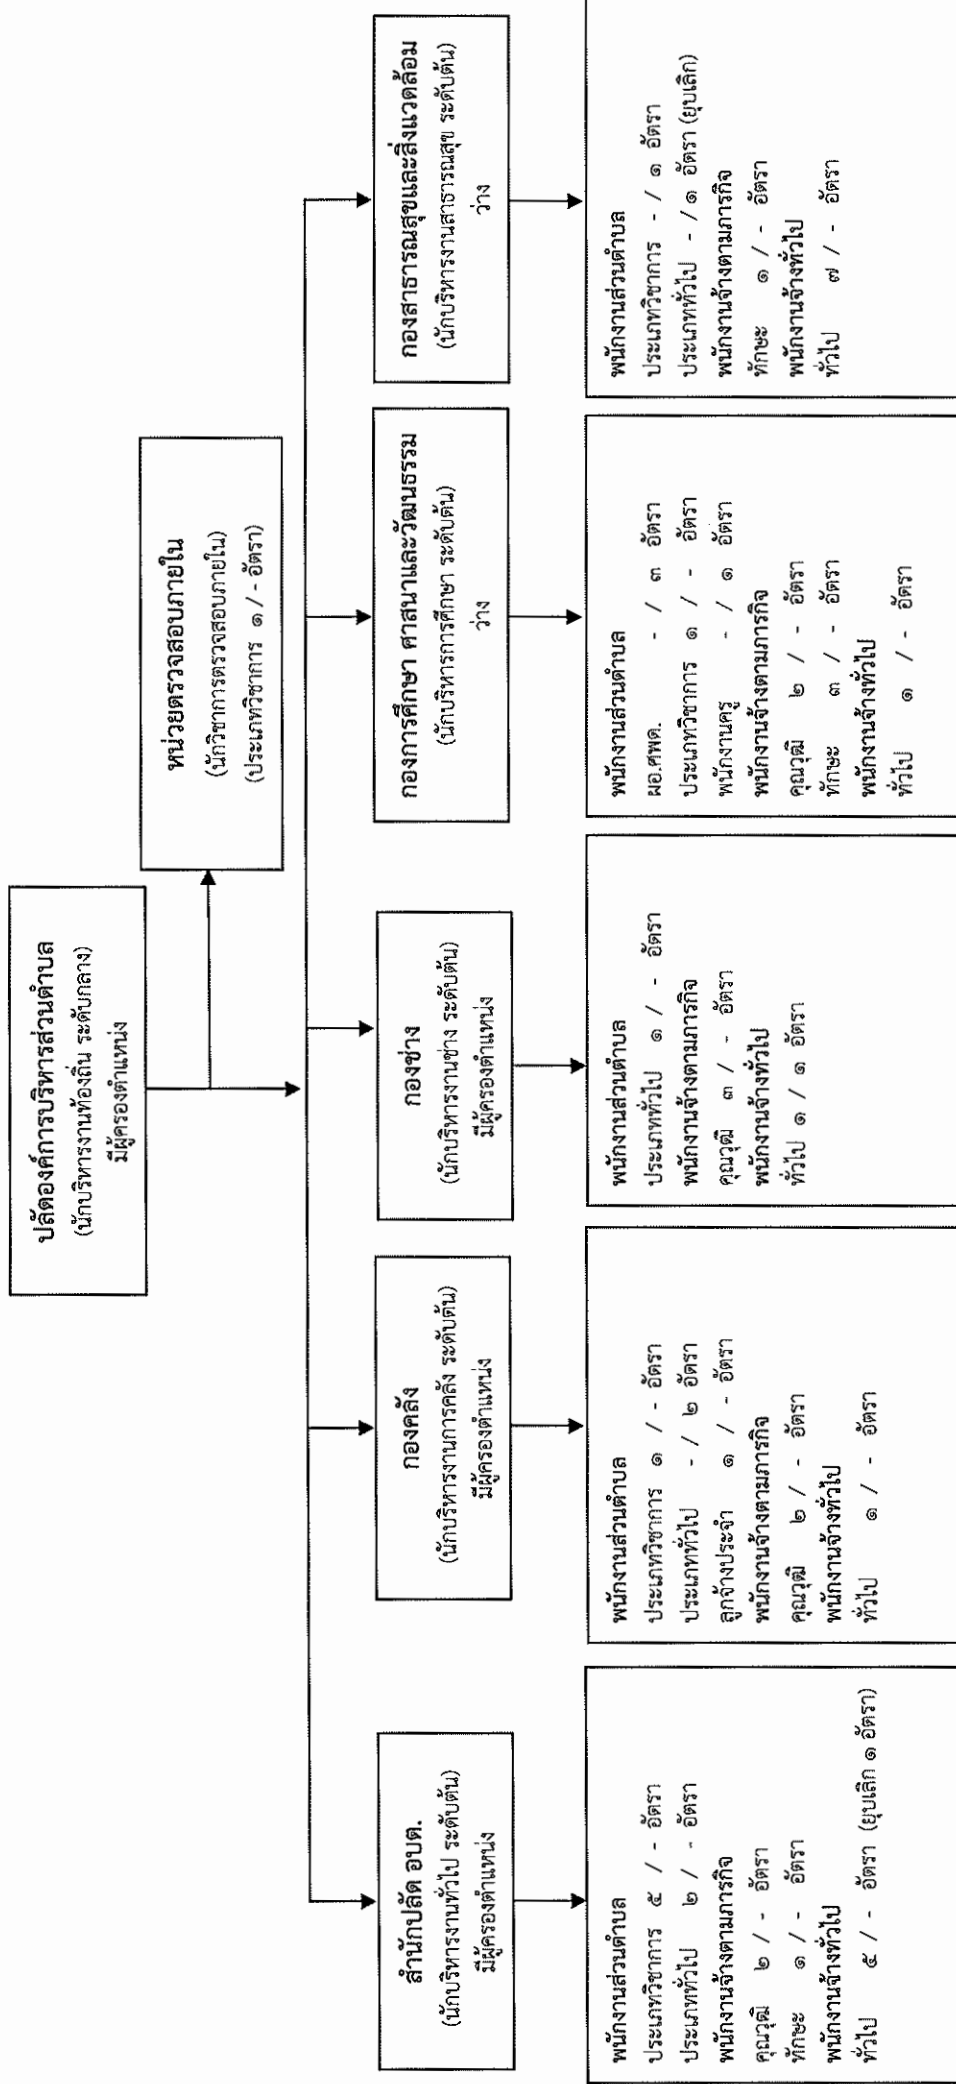 ปลัดองค์การบริหารส่วนตำบล
(นักบริหารงานท้องถิ่น ระดับกลาง)
มีผู้ครองตำแหน่ง
หน่วยตรวจสอบภายใน
(นักวิชาการตรวจสอบภายใน)
(ประเภทวิชาการ ๑ / - อัตรา)
สำนักปลัด อบต.
(นักบริหารงานทั่วไป ระดับต้น)
มีผู้ครองตำแหน่ง
กองคลัง
(นักบริหารงานการคลัง ระดับต้น)
มีผู้ครองตำแหน่ง
กองช่าง
(นักบริหารงานช่าง ระดับต้น)
มีผู้ครองตำแหน่ง
กองการศึกษา ศาสนาและวัฒนธรรม
(นักบริหารการศึกษา ระดับต้น)
ว่าง
กองสาธารณสุขและสิ่งแวดล้อม
(นักบริหารงานสาธารณสุข ระดับต้น)
ว่าง
พนักงานส่วนตำบล
ประเภทวิชาการ ๕ / - อัตรา
ประเภททั่วไป ๒ / - อัตรา
พนักงานจ้างตามภารกิจ
คุณวุฒิ ๒ / - อัตรา
ทักษะ ๑ / - อัตรา
พนักงานจ้างทั่วไป
ทั่วไป ๕ / - อัตรา (ยุบเลิก ๑ อัตรา)
พนักงานส่วนตำบล
ประเภทวิชาการ ๑ / - อัตรา
ประเภททั่วไป - / ๒ อัตรา
ลูกจ้างประจำ ๑ / - อัตรา
พนักงานจ้างตามภารกิจ
คุณวุฒิ ๒ / - อัตรา
พนักงานจ้างทั่วไป
ทั่วไป ๑ / - อัตรา
พนักงานส่วนตำบล
ประเภททั่วไป ๑ / - อัตรา
พนักงานจ้างตามภารกิจ
คุณวุฒิ ๓ / - อัตรา
พนักงานจ้างทั่วไป
ทั่วไป ๑ / ๑ อัตรา
พนักงานส่วนตำบล
ผอ.ศพด. - / ๓ อัตรา
ประเภทวิชาการ ๑ / - อัตรา
พนักงานครู - / ๑ อัตรา
พนักงานจ้างตามภารกิจ
คุณวุฒิ ๒ / - อัตรา
ทักษะ ๓ / - อัตรา
พนักงานจ้างทั่วไป
ทั่วไป ๑ / - อัตรา
พนักงานส่วนตำบล
ประเภทวิชาการ - / ๑ อัตรา
ประเภททั่วไป - / ๑ อัตรา (ยุบเลิก)
พนักงานจ้างตามภารกิจ
ทักษะ ๑ / - อัตรา
พนักงานจ้างทั่วไป
ทั่วไป ๗ / - อัตรา